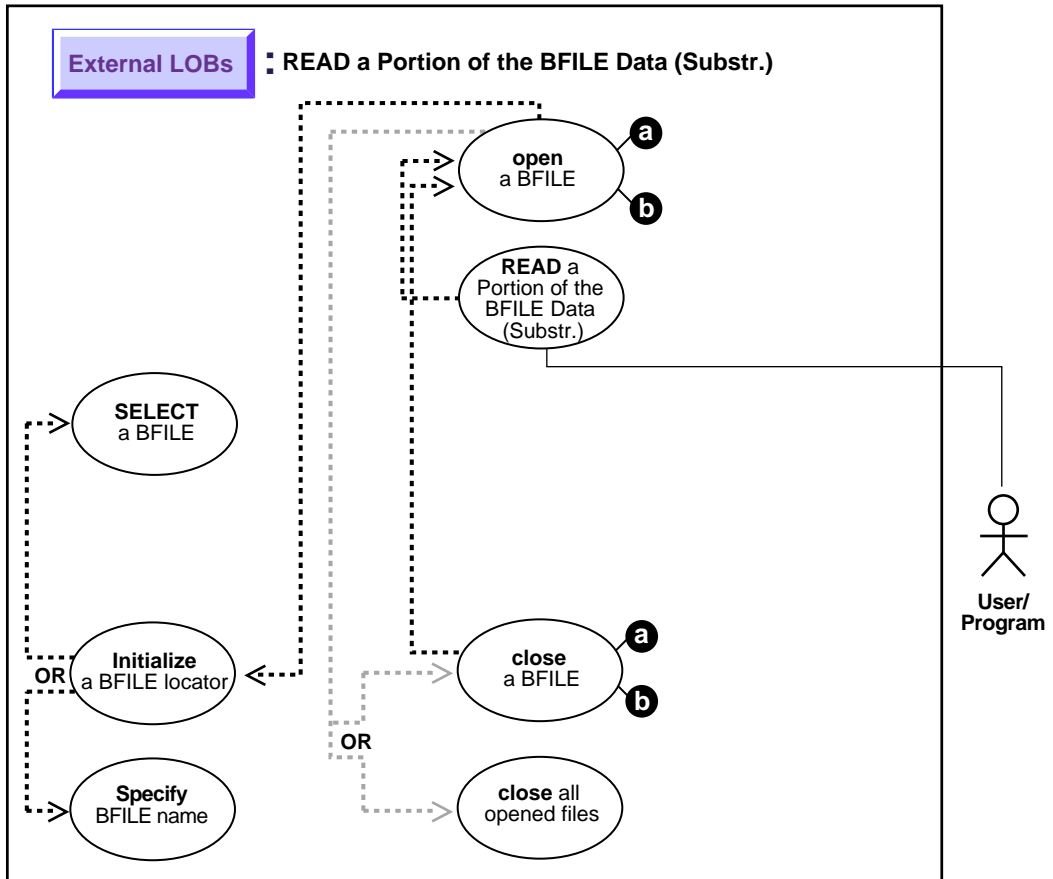 External LOBs : READ a Portion of the BFILE Data (Substr.)
a
open
a BFILE
b
READ a
Portion of the
BFILE Data
(Substr.)
SELECT
a BFILE
User/
Program
a
Initialize
a BFILE locator
OR
close
a BFILE
b
OR
Specify
BFILE name
close all
opened files